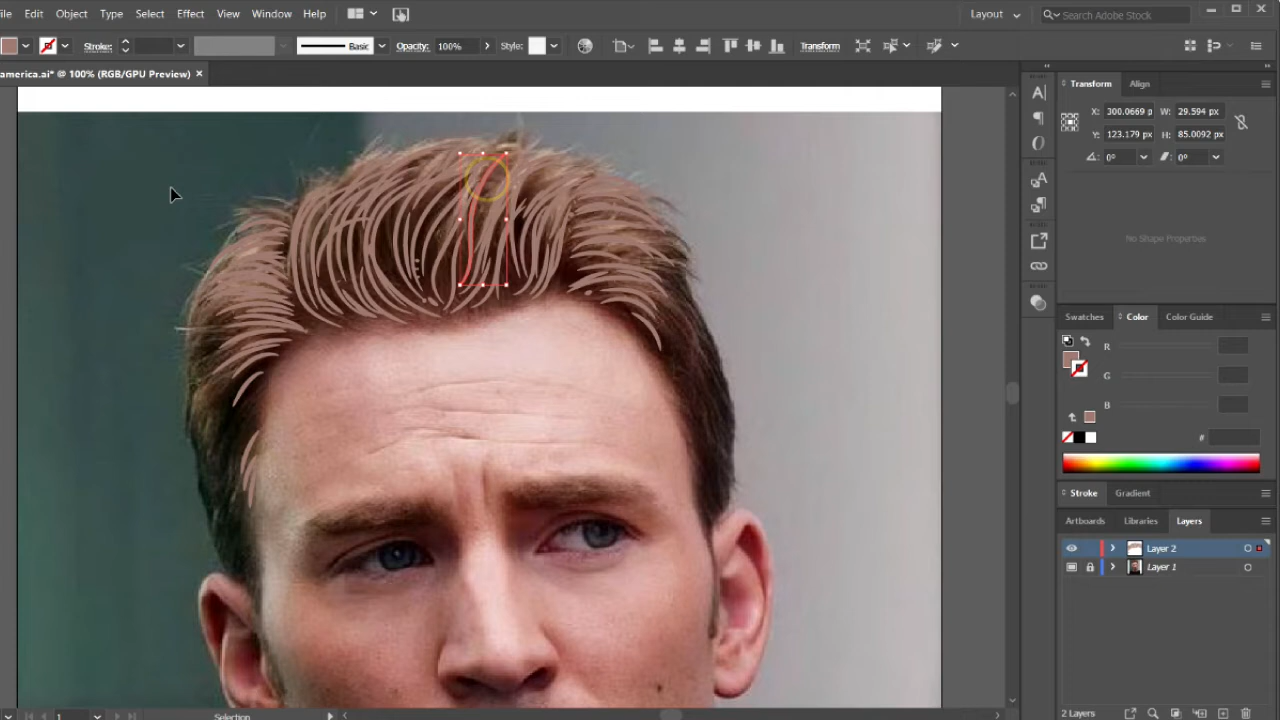 ile Edit Object Type Select Effect View Window Help Layout Search Adobe Stock
Stroke: Basic Opacity: 100% Style: Transform
america.ai* @ 100% (RGB/GPU Preview) ×
Transform Align
X: 300.0669 p W: 29.594 px
Y: 123.179 px H: 85.0092 px
0° 0°
No Shape Properties
Swatches Color Color Guide
R
G
B
#
Stroke Gradient
Artboards Libraries Layers
Layer 2
Layer 1
1 Selection 2 Layers